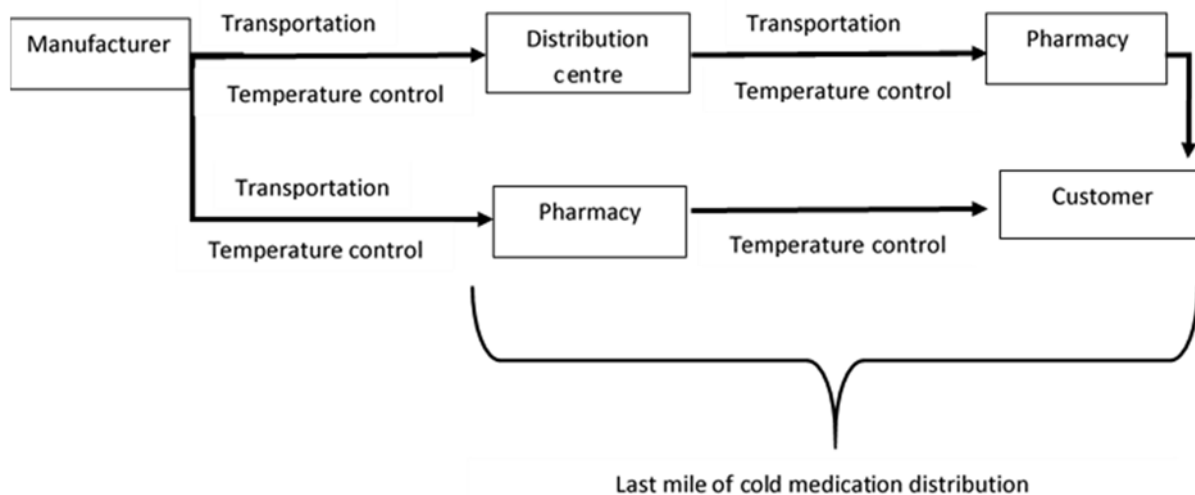 Manufacturer
Transportation
Temperature control
Distribution
centre
Transportation
Temperature control
Pharmacy
Transportation
Temperature control
Pharmacy
Temperature control
Customer
Last mile of cold medication distribution